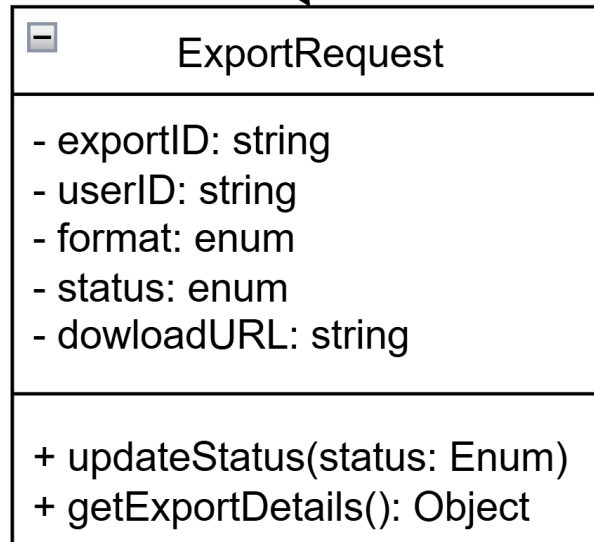 ExportRequest
- exportID: string
- userID: string
- format: enum
- status: enum
- dowloadURL: string
+ updateStatus(status: Enum)
+ getExportDetails(): Object